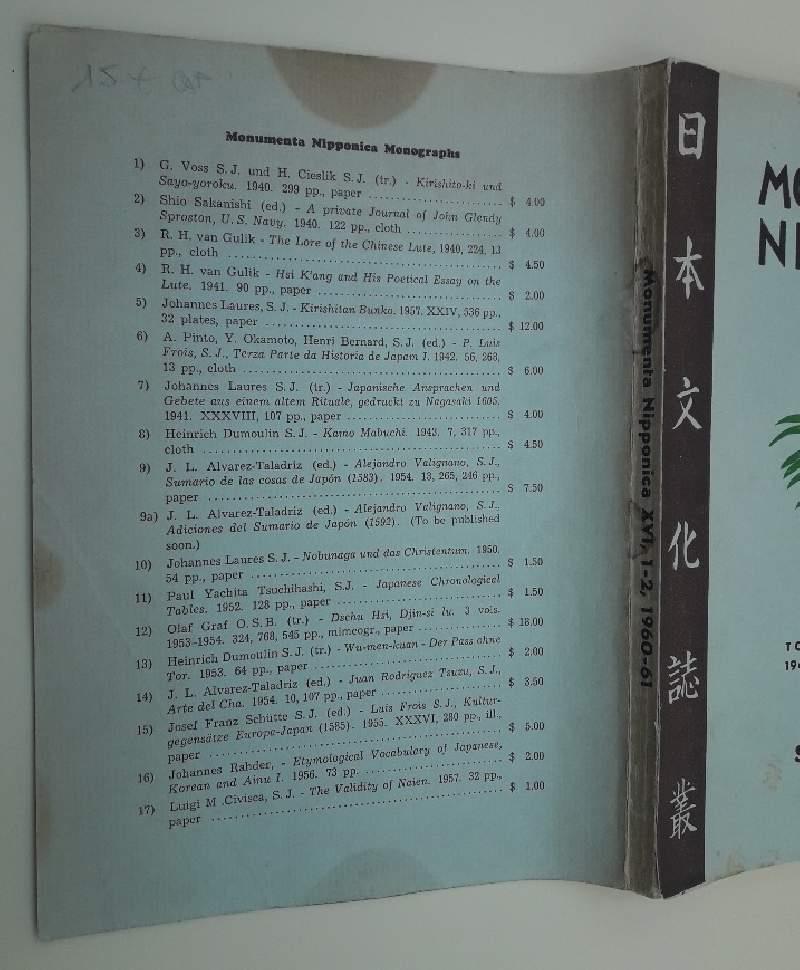 Monumenta Nipponica Monographs
1) G. Voss S.J. und H. Cieslik S.J. (tr.) - Kirishito-ki und
Sayo-yoroku. 1940. 299 pp., paper $ 4.00
2) Shio Sakanishi (ed.) - A private Journal of John Glendy
Sproston, U.S. Navy. 1940. 122 pp., cloth $ 4.00
3) R. H. van Gulik - The Lore of the Chinese Lute, 1940, 224, 13
pp., cloth $ 4.50
4) R. H. van Gulik - Hsi K'ang and His Poetical Essay on the
Lute. 1941. 90 pp., paper $ 2.00
5) Johannes Laures, S. J. - Kirishitan Bunko. 1957. XXIV, 536 pp.,
32 plates, paper $ 12.00
6) A. Pinto, Y. Okamoto, Henri Bernard, S. J. (ed.) - P. Luis
Frois, S. J., Terza Parte da Historia de Japam I. 1942. 56, 263,
13 pp., cloth $ 6.00
7) Johannes Laures S. J. (tr.) - Japanische Ansprachen und
Gebete aus einem altem Rituale, gedruckt zu Nagasaki 1605.
1941. XXXVIII, 107 pp., paper $ 4.00
8) Heinrich Dumoulin S. J. - Kamo Mabuchi. 1943. 7, 317 pp.,
cloth $ 4.50
9) J. L. Alvarez-Taladriz (ed.) - Alejandro Valignano, S. J.,
Sumario de las cosas de Japón (1583). 1954. 13, 265, 246 pp.,
paper $ 7.50
9a) J. L. Alvarez-Taladriz (ed.) - Alejandro Valignano, S. J.,
Adiciones del Sumario de Japón (1592). (To be published
soon.)
10) Johannes Laures S. J. - Nobunaga und das Christentum. 1950.
54 pp., paper $ 1.50
11) Paul Yachita Tsuchihashi, S.J. - Japanese Chronological
Tables. 1952. 128 pp., paper $ 1.50
12) Olaf Graf O. S. B. (tr.) - Dschu Hsi, Djin-si lu. 3 vols.
1953-1954. 324, 768, 545 pp., mimeogr., paper $ 18.00
13) Heinrich Dumoulin S. J. (tr.) - Wu-men-kuan - Der Pass ohne
Tor. 1953. 64 pp., paper $ 2.00
14) J. L. Alvarez-Taladriz (ed.) - Juan Rodriguez Tsuzu, S. J.,
Arte del Cha. 1954. 10, 107 pp., paper $ 3.50
15) Josef Franz Schütte S. J. (ed.) - Luis Frois S. J., Kultur-
gegensätze Europa-Japan (1585). 1955. XXXVI, 280 pp., ill.,
paper $ 5.00
16) Johannes Rahder, - Etymological Vocabulary of Japanese,
Korean and Ainu I. 1956. 73 pp. $ 2.00
17) Luigi M .Civisca, S. J. - The Validity of Naien. 1957. 32 pp.,
paper $ 1.00
Monumenta Nipponica XVI, 1-2, 1960-61
日本文化誌叢
MO
NI
TO
19
S